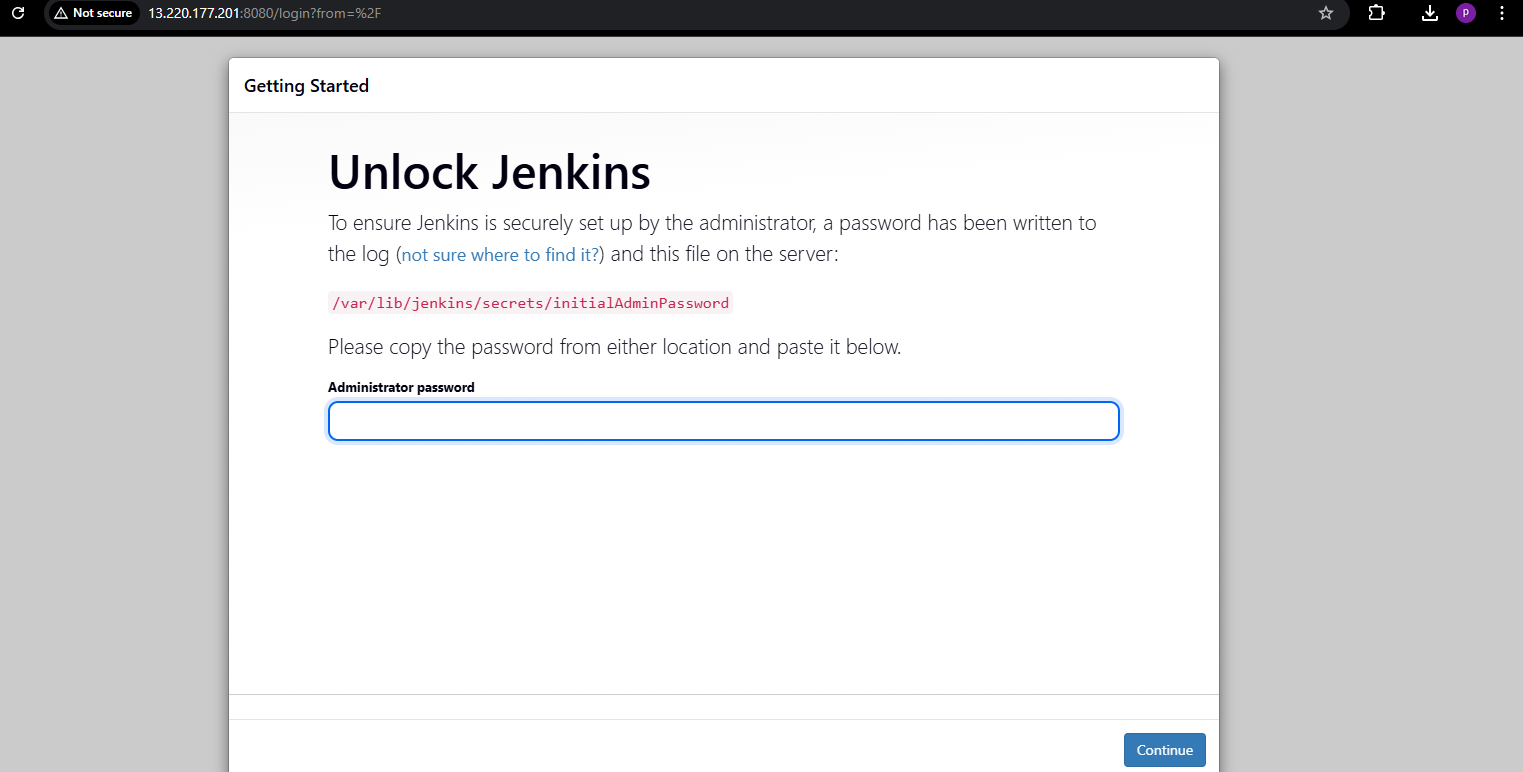 Not secure 13.220.177.201:8080/login?from=%2F
P
Getting Started
Unlock Jenkins
To ensure Jenkins is securely set up by the administrator, a password has been written to
the log (not sure where to find it?) and this file on the server:
/var/lib/jenkins/secrets/initialAdminPassword
Please copy the password from either location and paste it below.
Administrator password
Continue